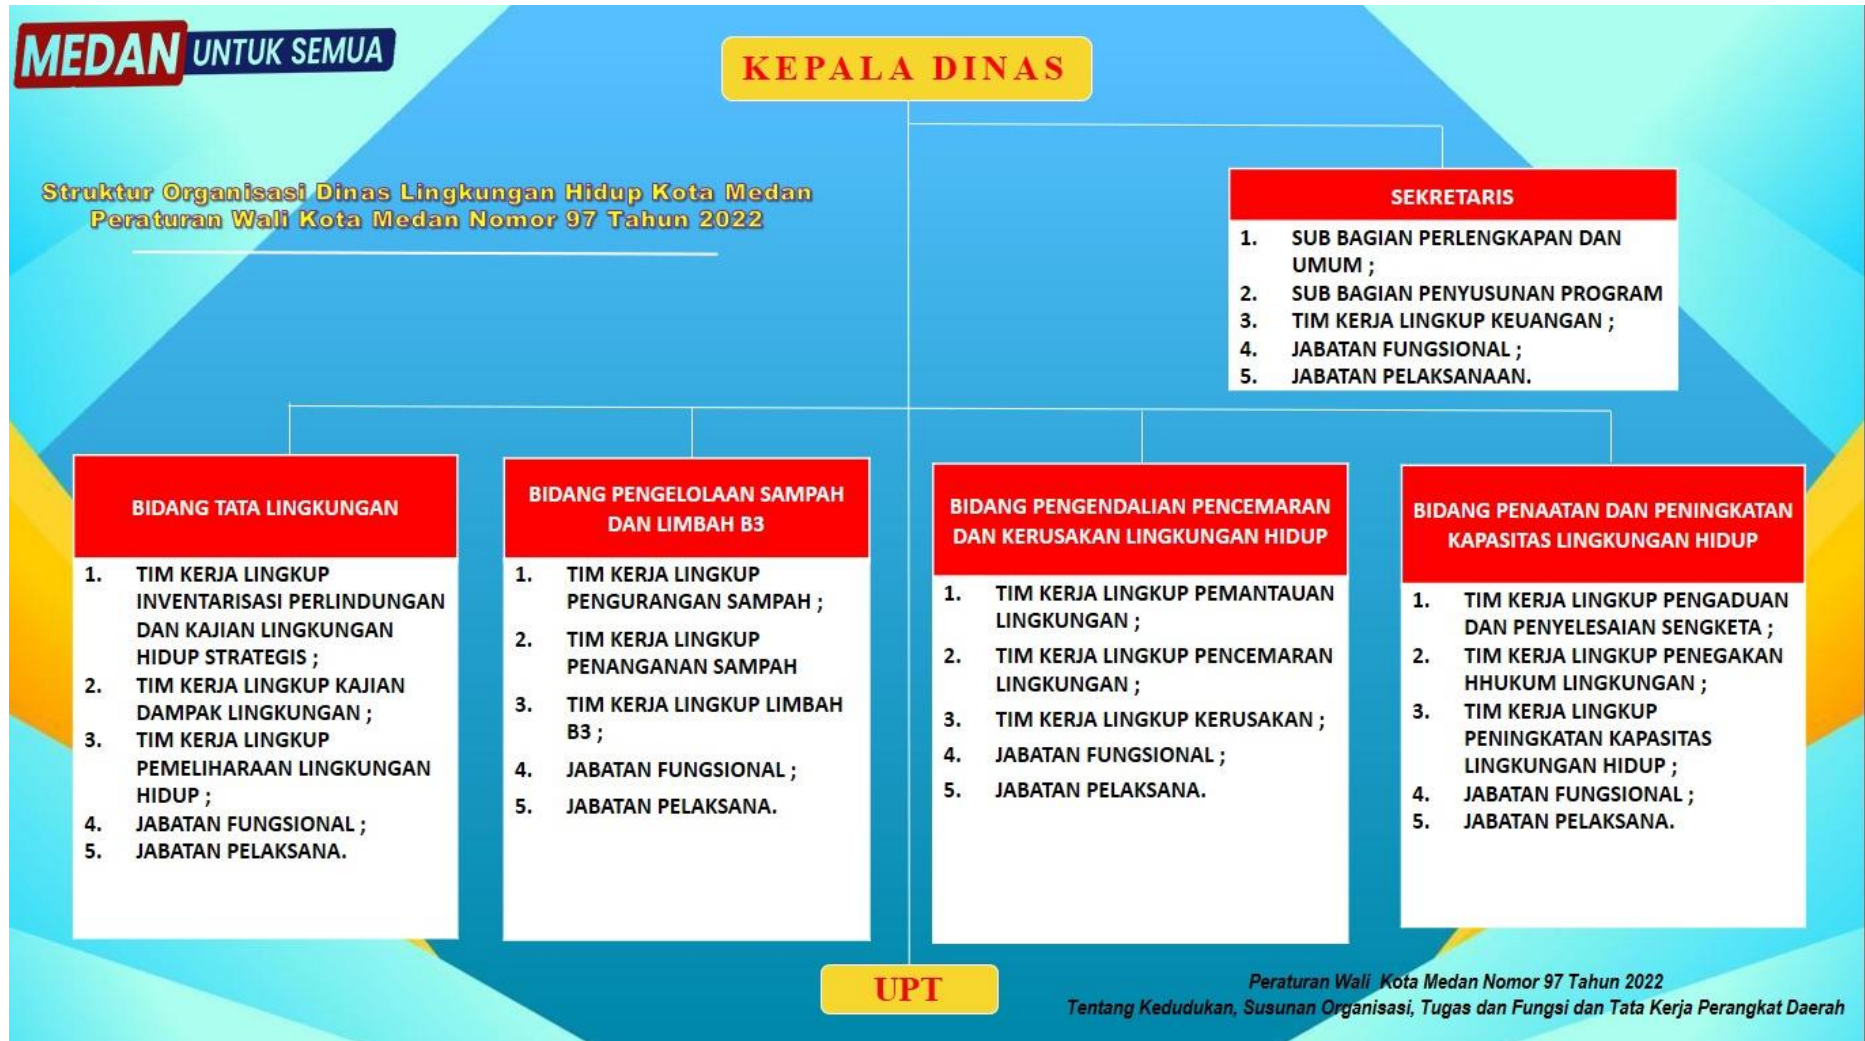 MEDAN UNTUK SEMUA
KEPALA DINAS
Struktur Organisasi Dinas Lingkungan Hidup Kota Medan
Peraturan Wali Kota Medan Nomor 97 Tahun 2022
SEKRETARIS
1. SUB BAGIAN PERLENGKAPAN DAN
UMUM ;
2. SUB BAGIAN PENYUSUNAN PROGRAM
3. TIM KERJA LINGKUP KEUANGAN ;
4. JABATAN FUNGSIONAL ;
5. JABATAN PELAKSANAAN.
BIDANG TATA LINGKUNGAN
1. TIM KERJA LINGKUP
INVENTARISASI PERLINDUNGAN
DAN KAJIAN LINGKUNGAN
HIDUP STRATEGIS ;
2. TIM KERJA LINGKUP KAJIAN
DAMPAK LINGKUNGAN ;
3. TIM KERJA LINGKUP
PEMELIHARAAN LINGKUNGAN
HIDUP ;
4. JABATAN FUNGSIONAL ;
5. JABATAN PELAKSANA.
BIDANG PENGELOLAAN SAMPAH
DAN LIMBAH B3
1. TIM KERJA LINGKUP
PENGURANGAN SAMPAH ;
2. TIM KERJA LINGKUP
PENANGANAN SAMPAH
3. TIM KERJA LINGKUP LIMBAH
B3 ;
4. JABATAN FUNGSIONAL ;
5. JABATAN PELAKSANA.
BIDANG PENGENDALIAN PENCEMARAN
DAN KERUSAKAN LINGKUNGAN HIDUP
1. TIM KERJA LINGKUP PEMANTAUAN
LINGKUNGAN ;
2. TIM KERJA LINGKUP PENCEMARAN
LINGKUNGAN ;
3. TIM KERJA LINGKUP KERUSAKAN ;
4. JABATAN FUNGSIONAL ;
5. JABATAN PELAKSANA.
BIDANG PENAATAN DAN PENINGKATAN
KAPASITAS LINGKUNGAN HIDUP
1. TIM KERJA LINGKUP PENGADUAN
DAN PENYELESAIAN SENGKETA ;
2. TIM KERJA LINGKUP PENEGAKAN
HHUKUM LINGKUNGAN ;
3. TIM KERJA LINGKUP
PENINGKATAN KAPASITAS
LINGKUNGAN HIDUP ;
4. JABATAN FUNGSIONAL ;
5. JABATAN PELAKSANA.
UPT
Peraturan Wali Kota Medan Nomor 97 Tahun 2022
Tentang Kedudukan, Susunan Organisasi, Tugas dan Fungsi dan Tata Kerja Perangkat Daerah